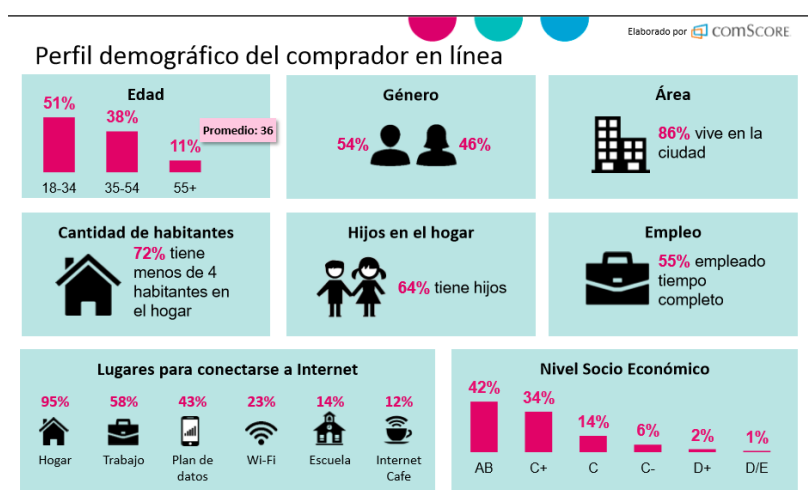 Elaborado por comSCORE
Perfil demográfico del comprador en línea
Edad
51%
38%
11%
Promedio: 36
18-34 35-54 55+
Género
54% 46%
Área
86% vive en la
ciudad
Cantidad de habitantes
72% tiene
menos de 4
habitantes en
el hogar
Hijos en el hogar
64% tiene hijos
Empleo
55% empleado
tiempo
completo
Lugares para conectarse a Internet
95% 58% 43% 23% 14% 12%
Hogar Trabajo Plan de Wi-Fi Escuela Internet
datos Cafe
Nivel Socio Económico
42%
34%
14%
6%
2%
1%
AB C+ C C- D+ D/E